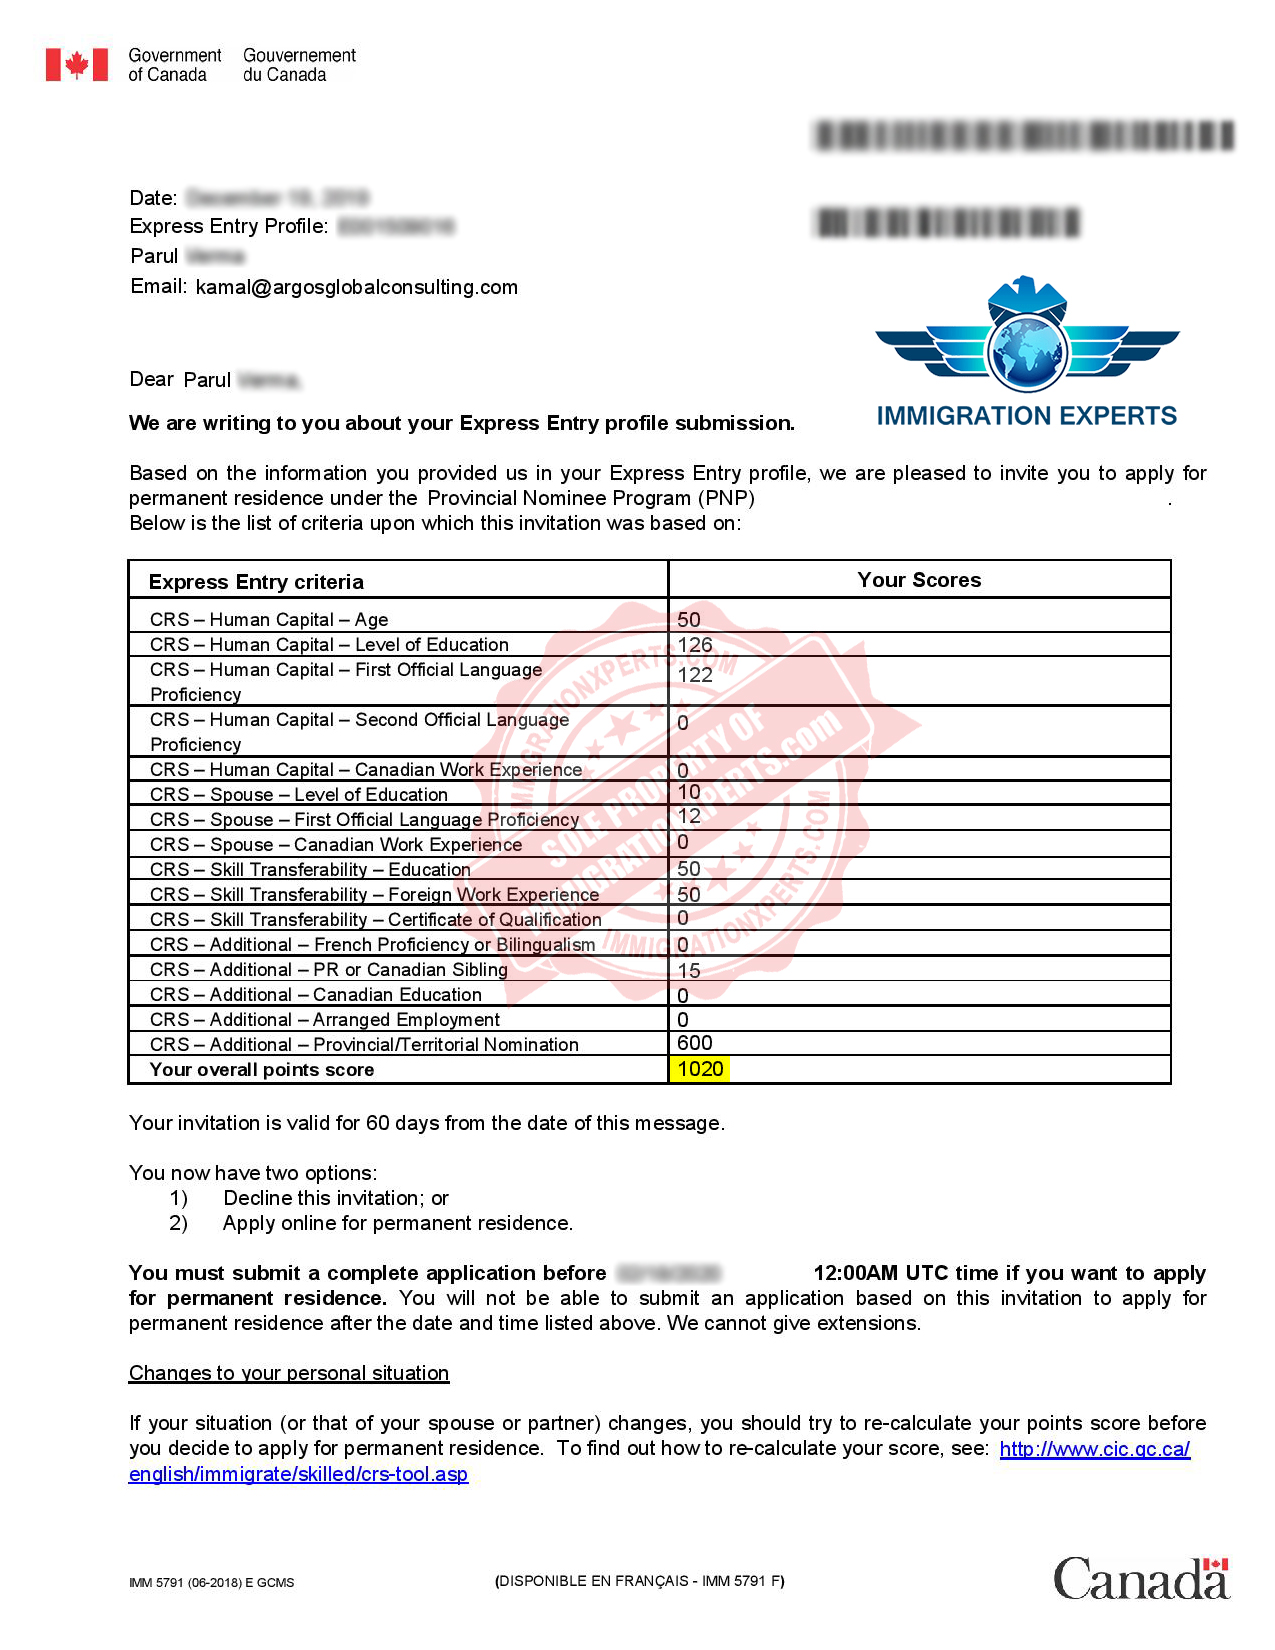 Government Gouvernement
of Canada du Canada
Date:
Express Entry Profile:
Parul
Email: kamal@argosglobalconsulting.com
IMMIGRATION EXPERTS
Dear Parul
We are writing to you about your Express Entry profile submission.
Based on the information you provided us in your Express Entry profile, we are pleased to invite you to apply for
permanent residence under the Provincial Nominee Program (PNP) .
Below is the list of criteria upon which this invitation was based on:
Express Entry criteria Your Scores
CRS – Human Capital – Age 50
CRS – Human Capital – Level of Education 126
CRS – Human Capital – First Official Language
Proficiency 122
CRS – Human Capital – Second Official Language
Proficiency 0
CRS – Human Capital – Canadian Work Experience 0
CRS – Spouse – Level of Education 10
CRS – Spouse – First Official Language Proficiency 12
CRS – Spouse – Canadian Work Experience 0
CRS – Skill Transferability – Education 50
CRS – Skill Transferability – Foreign Work Experience 50
CRS – Skill Transferability – Certificate of Qualification 0
CRS – Additional – French Proficiency or Bilingualism 0
CRS – Additional – PR or Canadian Sibling 15
CRS – Additional – Canadian Education 0
CRS – Additional – Arranged Employment 0
CRS – Additional – Provincial/Territorial Nomination 600
Your overall points score 1020
IMMIGRATIONXPERTS.COM
SOLE PROPERTY OF
IMMIGRATIONEXPERTS.com
IMMIGRATIONXPERTS.COM
Your invitation is valid for 60 days from the date of this message.
You now have two options:
1) Decline this invitation; or
2) Apply online for permanent residence.
You must submit a complete application before 12:00AM UTC time if you want to apply
for permanent residence. You will not be able to submit an application based on this invitation to apply for
permanent residence after the date and time listed above. We cannot give extensions.
Changes to your personal situation
If your situation (or that of your spouse or partner) changes, you should try to re-calculate your points score before
you decide to apply for permanent residence. To find out how to re-calculate your score, see: http://www.cic.gc.ca/
english/immigrate/skilled/crs-tool.asp
IMM 5791 (06-2018) E GCMS (DISPONIBLE EN FRANÇAIS - IMM 5791 F) Canada